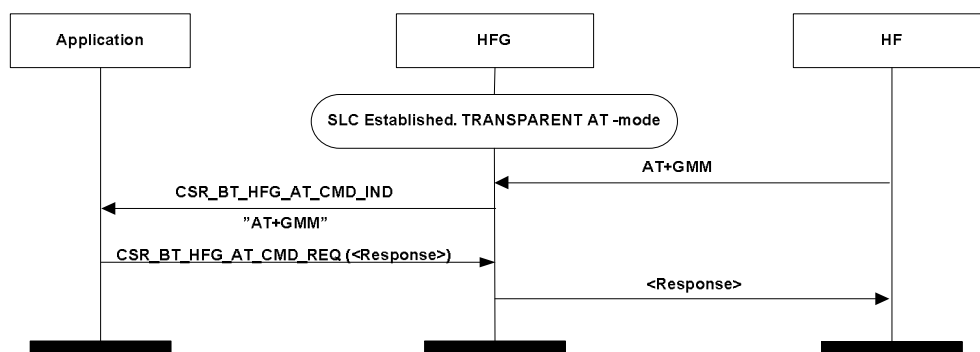 Application
HFG
HF
SLC Established. TRANSPARENT AT -mode
AT+GMM
CSR_BT_HFG_AT_CMD_IND
”AT+GMM”
CSR_BT_HFG_AT_CMD_REQ (<Response>)
<Response>